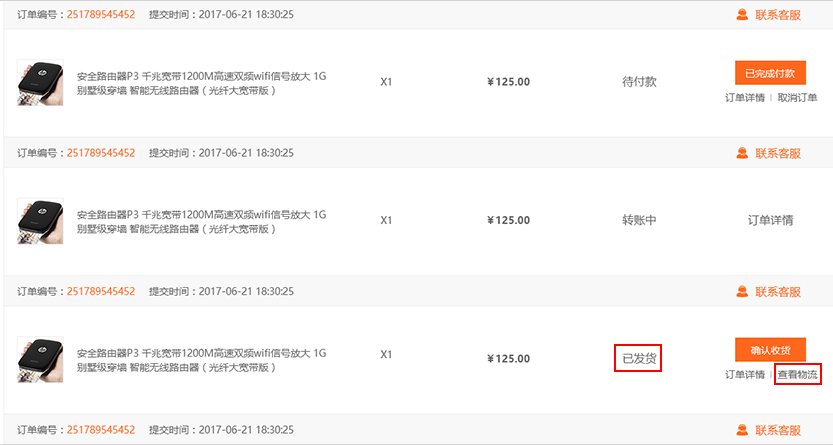 订单编号：251789545452 提交时间：2017-06-21 18:30:25 联系客服
安全路由器P3 千兆宽带1200M高速双频wifi信号放大 1G
别墅级穿墙 智能无线路由器（光纤大宽带版）
X1
￥125.00
待付款
已完成付款
订单详情 | 取消订单
订单编号：251789545452 提交时间：2017-06-21 18:30:25 联系客服
安全路由器P3 千兆宽带1200M高速双频wifi信号放大 1G
别墅级穿墙 智能无线路由器（光纤大宽带版）
X1
￥125.00
转账中
订单详情
订单编号：251789545452 提交时间：2017-06-21 18:30:25 联系客服
安全路由器P3 千兆宽带1200M高速双频wifi信号放大 1G
别墅级穿墙 智能无线路由器（光纤大宽带版）
X1
￥125.00
已发货
确认收货
订单详情 | 查看物流
订单编号：251789545452 提交时间：2017-06-21 18:30:25 联系客服